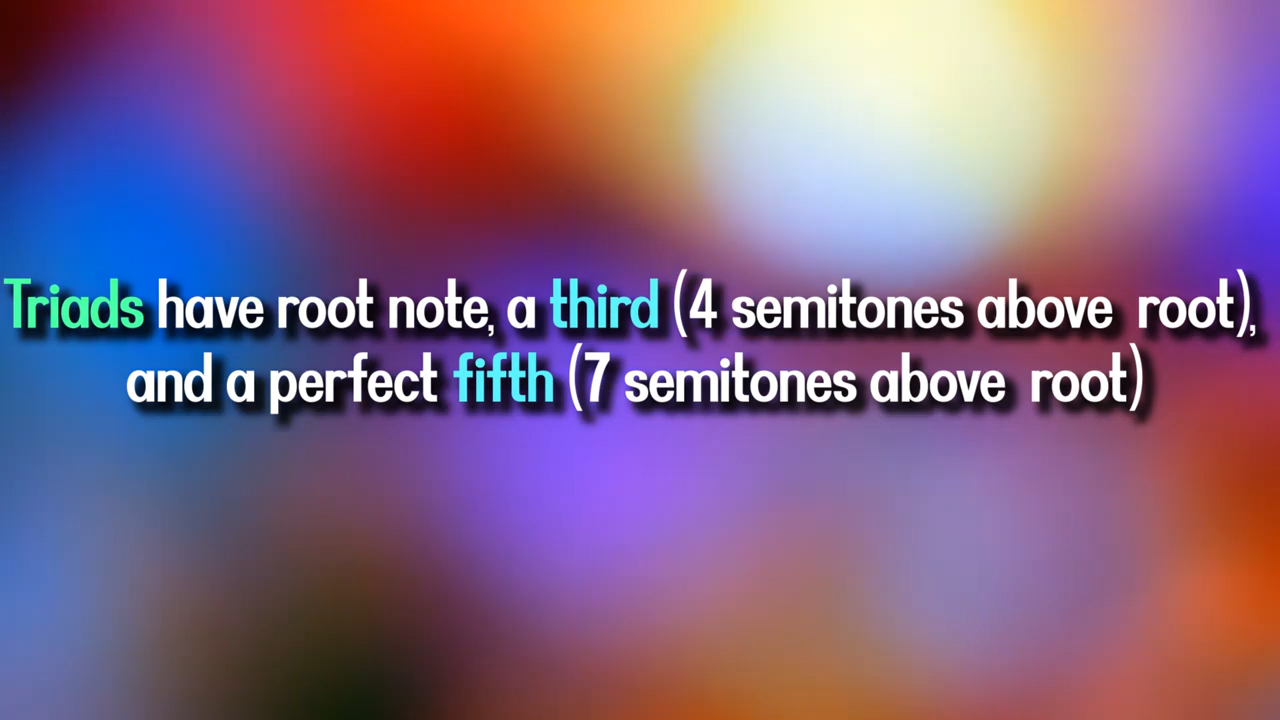 Triads have root note, a third (4 semitones above root),
and a perfect fifth (7 semitones above root)